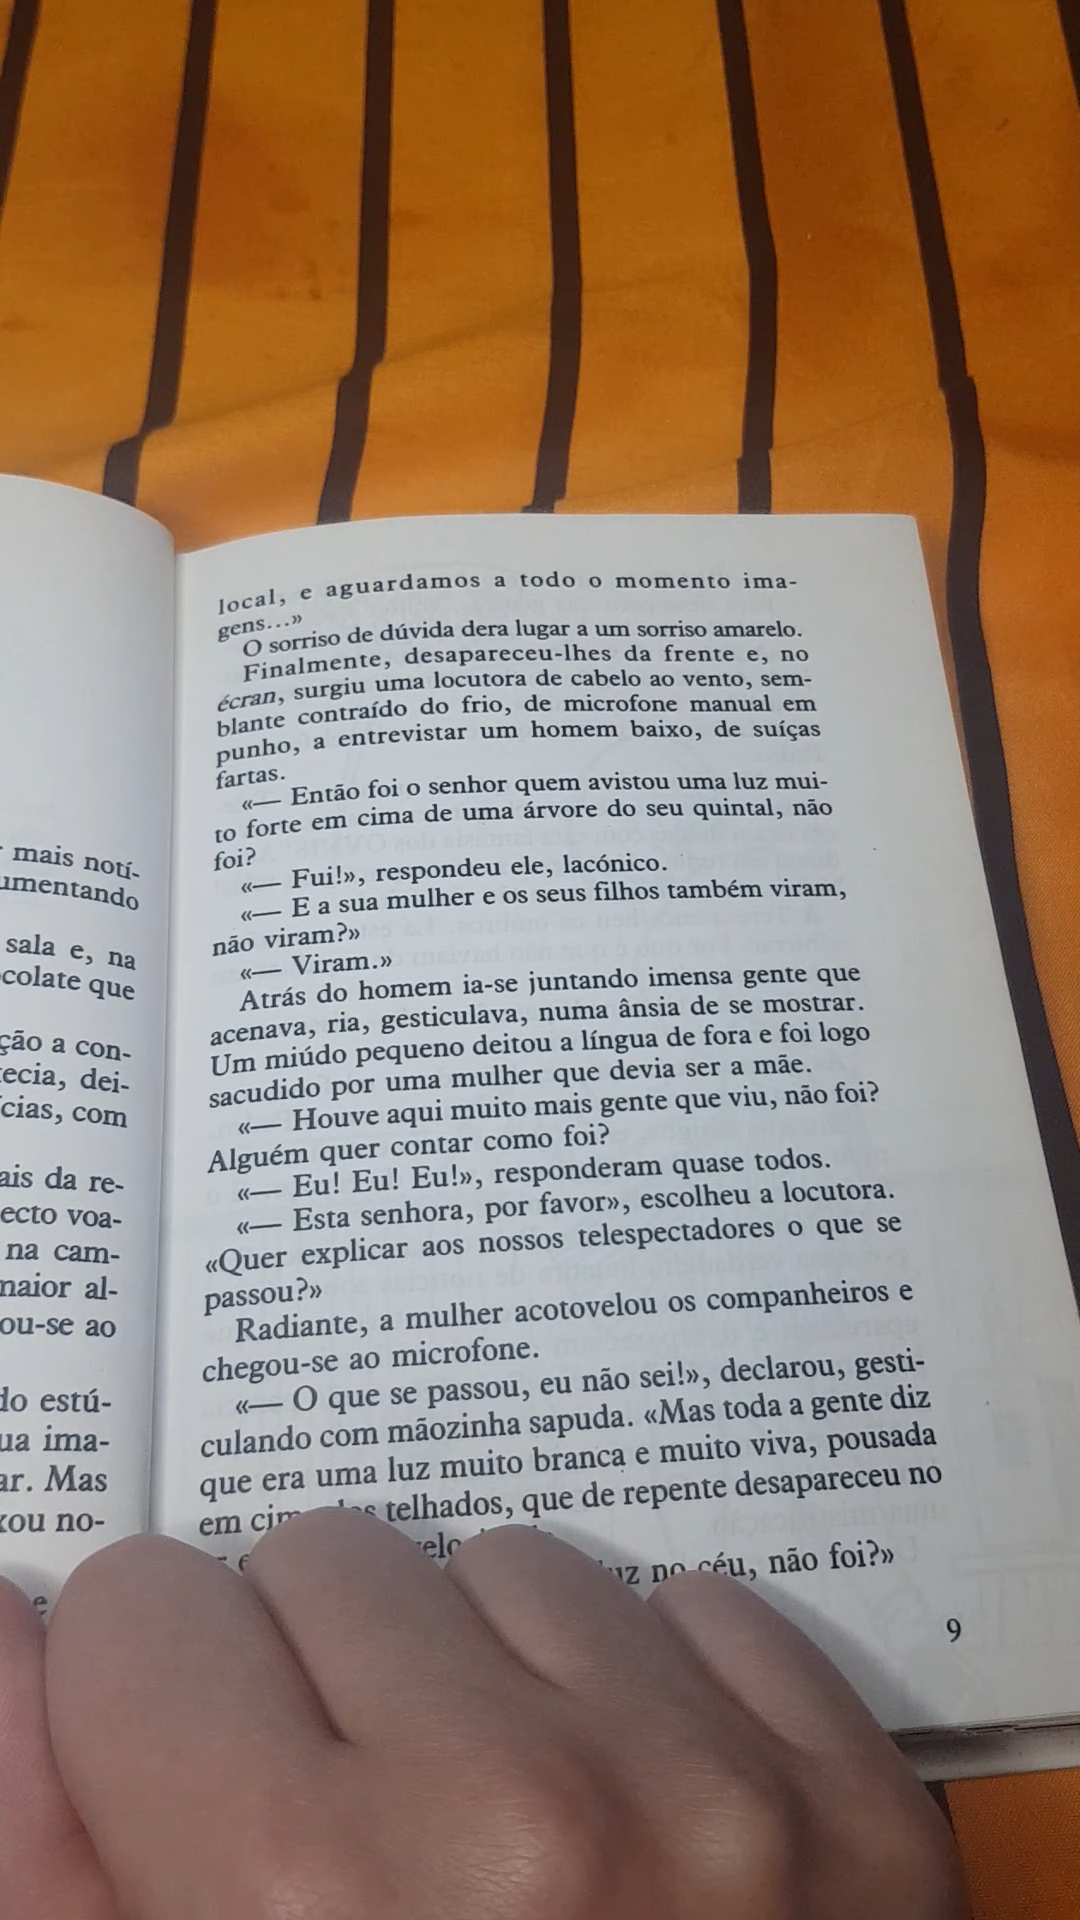 mais notí-
umentando
sala e, na
colate que
ção a con-
tecia, dei-
cias, com
ais da re-
ecto voa-
na cam-
maior al-
ou-se ao
do estú-
ua ima-
ar. Mas
xou no-
e
local, e aguardamos a todo o momento ima-
gens...»
O sorriso de dúvida dera lugar a um sorriso amarelo.
Finalmente, desapareceu-lhes da frente e, no
écran, surgiu uma locutora de cabelo ao vento, sem-
blante contraído do frio, de microfone manual em
punho, a entrevistar um homem baixo, de suíças
fartas.
«— Então foi o senhor quem avistou uma luz mui-
to forte em cima de uma árvore do seu quintal, não
foi?
«— Fui!», respondeu ele, lacónico.
«— E a sua mulher e os seus filhos também viram,
não viram?»
«— Viram.»
Atrás do homem ia-se juntando imensa gente que
acenava, ria, gesticulava, numa ânsia de se mostrar.
Um miúdo pequeno deitou a língua de fora e foi logo
sacudido por uma mulher que devia ser a mãe.
«— Houve aqui muito mais gente que viu, não foi?
Alguém quer contar como foi?
«— Eu! Eu! Eu!», responderam quase todos.
«— Esta senhora, por favor», escolheu a locutora.
«Quer explicar aos nossos telespectadores o que se
passou?»
Radiante, a mulher acotovelou os companheiros e
chegou-se ao microfone.
«— O que se passou, eu não sei!», declarou, gesti-
culando com mãozinha sapuda. «Mas toda a gente diz
que era uma luz muito branca e muito viva, pousada
em telhados, que de repente desapareceu no
no céu, não foi?»
9